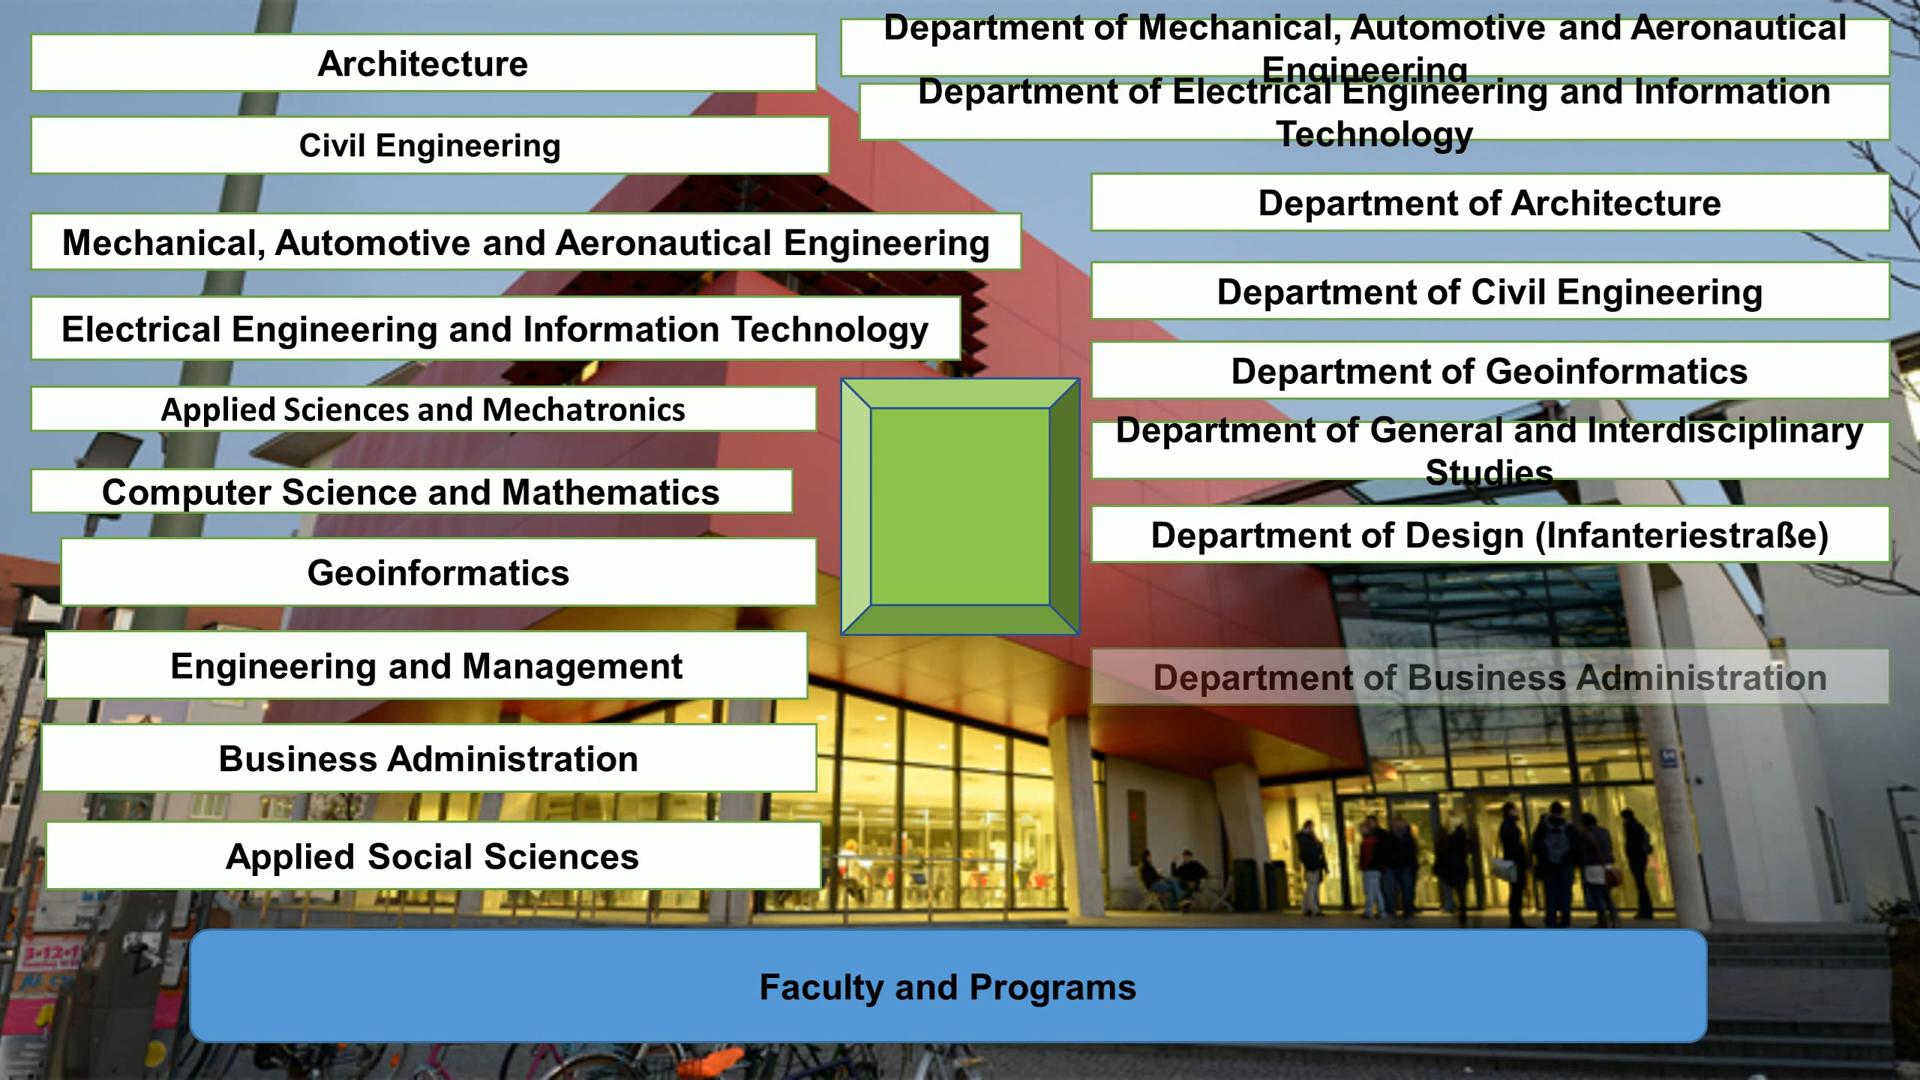 Architecture
Civil Engineering
Mechanical, Automotive and Aeronautical Engineering
Electrical Engineering and Information Technology
Applied Sciences and Mechatronics
Computer Science and Mathematics
Geoinformatics
Engineering and Management
Business Administration
Applied Social Sciences
Department of Mechanical, Automotive and Aeronautical
Engineering
Department of Electrical Engineering and Information
Technology
Department of Architecture
Department of Civil Engineering
Department of Geoinformatics
Department of General and Interdisciplinary
Studies
Department of Design (Infanteriestraße)
Department of Business Administration
Faculty and Programs